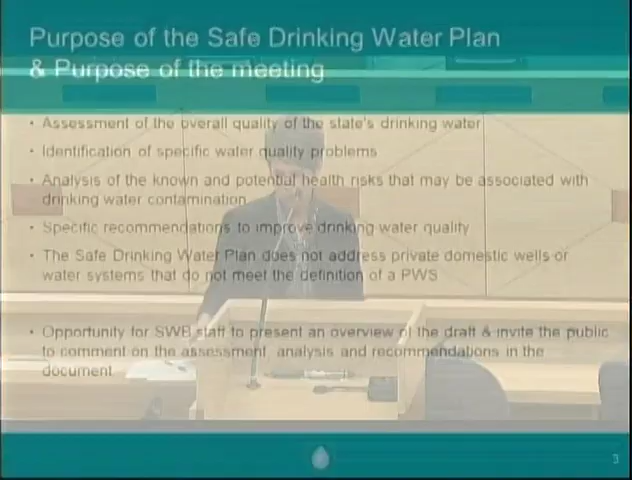 Purpose of the Safe Drinking Water Plan
& Purpose of the meeting
• Assessment of the overall quality of the state's drinking water
• Identification of specific water quality problems
• Analysis of the known and potential health risks that may be associated with
drinking water contamination
• Specific recommendations to improve drinking water quality
• The Safe Drinking Water Plan does not address private domestic wells or
water systems that do not meet the definition of a PWS
• Opportunity for SWB staff to present an overview of the draft & invite the public
to comment on the assessment, analysis and recommendations in the
document
3